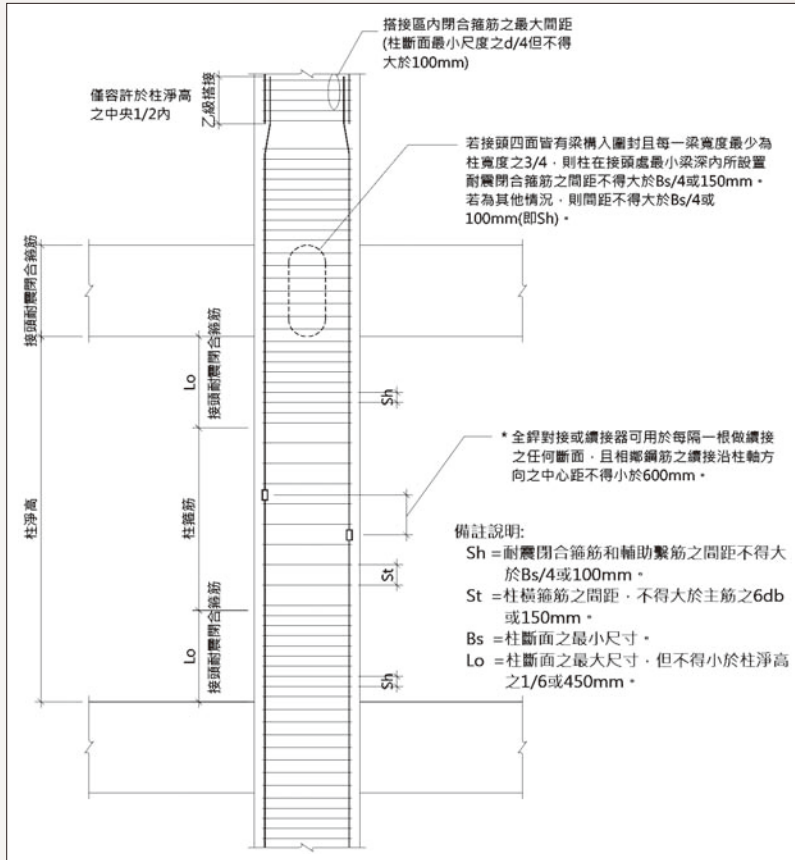 搭接區內閉合箍筋之最大間距
(柱斷面最小尺度之d/4但不得
大於100mm)
僅容許於柱淨高
之中央1/2內
乙級搭接
若接頭四面皆有梁構入圍封且每一梁寬度最少為
柱寬度之3/4，則柱在接頭處最小梁深內所設置
耐震閉合箍筋之間距不得大於Bs/4或150mm。
若為其他情況，則間距不得大於Bs/4或
100mm(即Sh)。
接頭耐震閉合箍筋
Lo
接頭耐震閉合箍筋
Sh
柱淨高
柱箍筋
* 全銲對接或續接器可用於每隔一根做續接
之任何斷面，且相鄰鋼筋之續接沿柱軸方
向之中心距不得小於600mm。
St
Lo
接頭耐震閉合箍筋
Sh
備註說明:
Sh =耐震閉合箍筋和輔助繫筋之間距不得大
於Bs/4或100mm。
St =柱橫箍筋之間距，不得大於主筋之6db
或150mm。
Bs =柱斷面之最小尺寸。
Lo =柱斷面之最大尺寸，但不得小於柱淨高
之1/6或450mm。